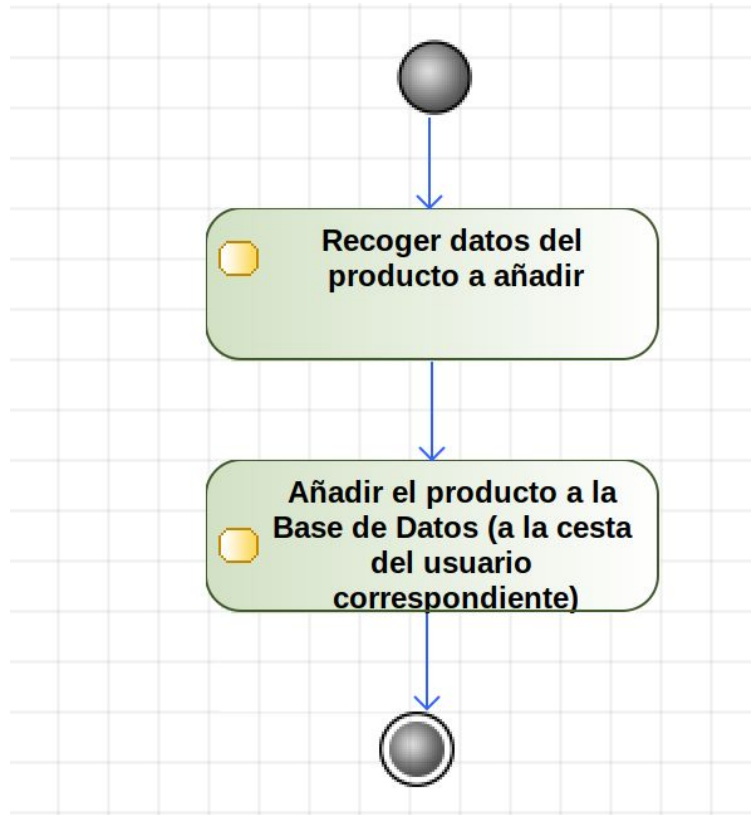 Recoger datos del
producto a añadir
Añadir el producto a la
Base de Datos (a la cesta
del usuario
correspondiente)